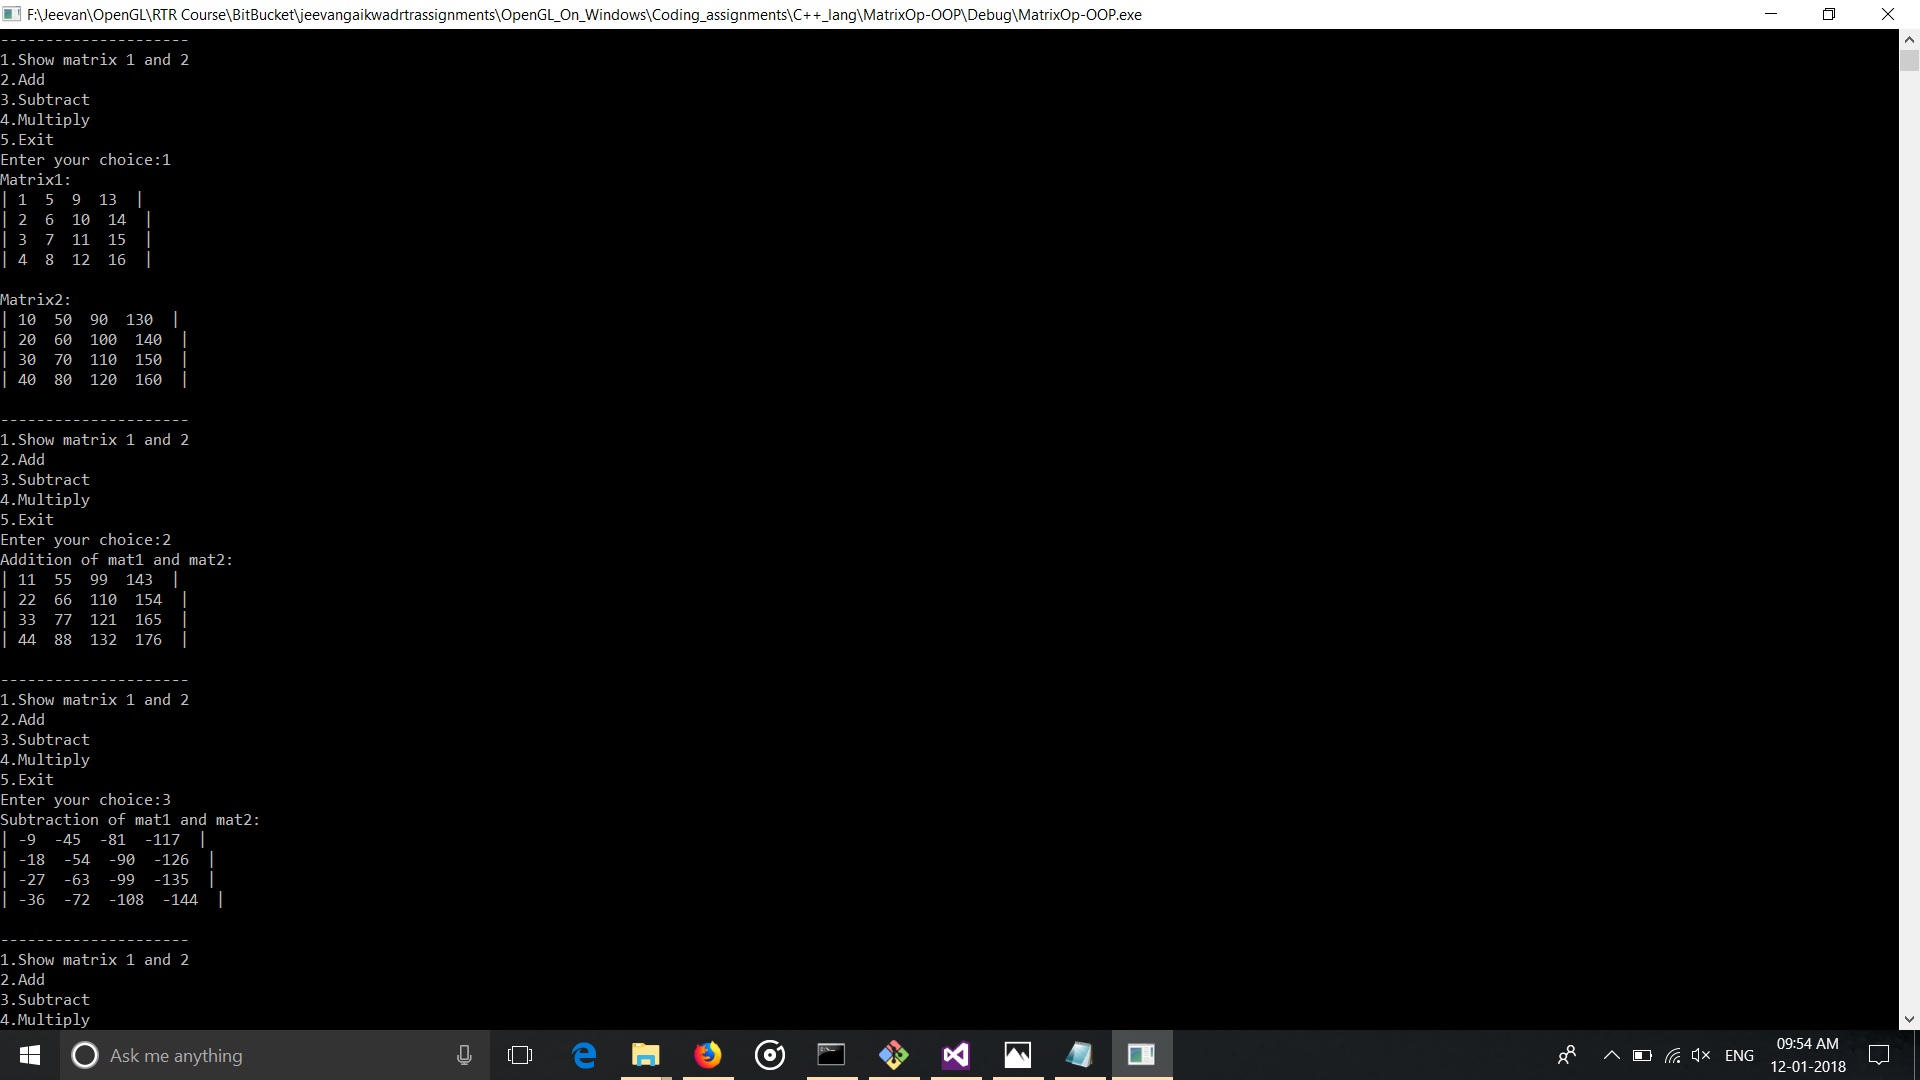 F:\Jeevan\OpenGL\RTR Course\BitBucket\jeevangaikwadrtrassignments\OpenGL_On_Windows\Coding_assignments\C++_lang\MatrixOp-OOP\Debug\MatrixOp-OOP.exe
---------------------
1.Show matrix 1 and 2
2.Add
3.Subtract
4.Multiply
5.Exit
Enter your choice:1
Matrix1:
| 1  5  9  13  |
| 2  6  10  14  |
| 3  7  11  15  |
| 4  8  12  16  |
Matrix2:
| 10  50  90  130  |
| 20  60  100  140  |
| 30  70  110  150  |
| 40  80  120  160  |
---------------------
1.Show matrix 1 and 2
2.Add
3.Subtract
4.Multiply
5.Exit
Enter your choice:2
Addition of mat1 and mat2:
| 11  55  99  143  |
| 22  66  110  154  |
| 33  77  121  165  |
| 44  88  132  176  |
---------------------
1.Show matrix 1 and 2
2.Add
3.Subtract
4.Multiply
5.Exit
Enter your choice:3
Subtraction of mat1 and mat2:
| -9  -45  -81  -117  |
| -18  -54  -90  -126  |
| -27  -63  -99  -135  |
| -36  -72  -108  -144  |
---------------------
1.Show matrix 1 and 2
2.Add
3.Subtract
4.Multiply
Ask me anything
ENG
09:54 AM
12-01-2018